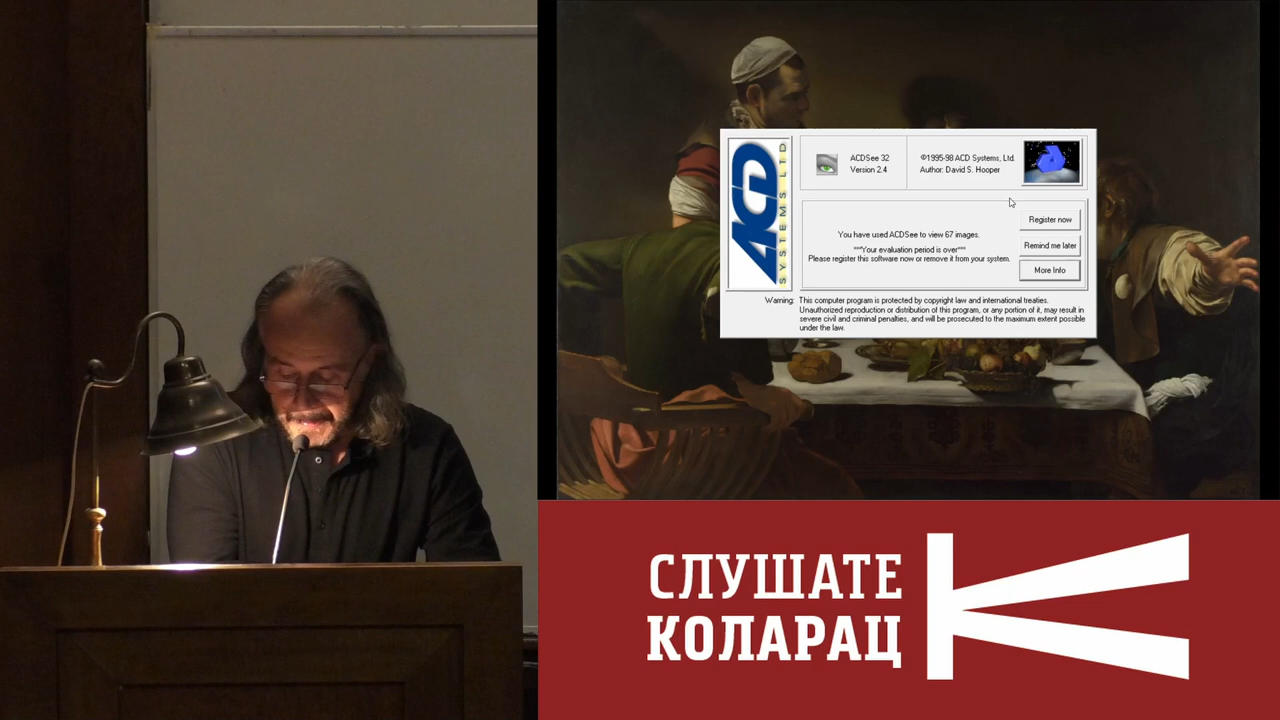 ACD
SYSTEMS LTD
ACDSee 32
Version 2.4
©1995-98 ACD Systems, Ltd.
Author: David S. Hooper
You have used ACDSee to view 67 images.
***Your evaluation period is over***
Please register this software now or remove it from your system.
Register now
Remind me later
More Info
Warning: This computer program is protected by copyright law and international treaties.
Unauthorized reproduction or distribution of this program, or any portion of it, may result in
severe civil and criminal penalties, and will be prosecuted to the maximum extent possible
under the law.
СЛУШАТЕ
КОЛАРАЦ